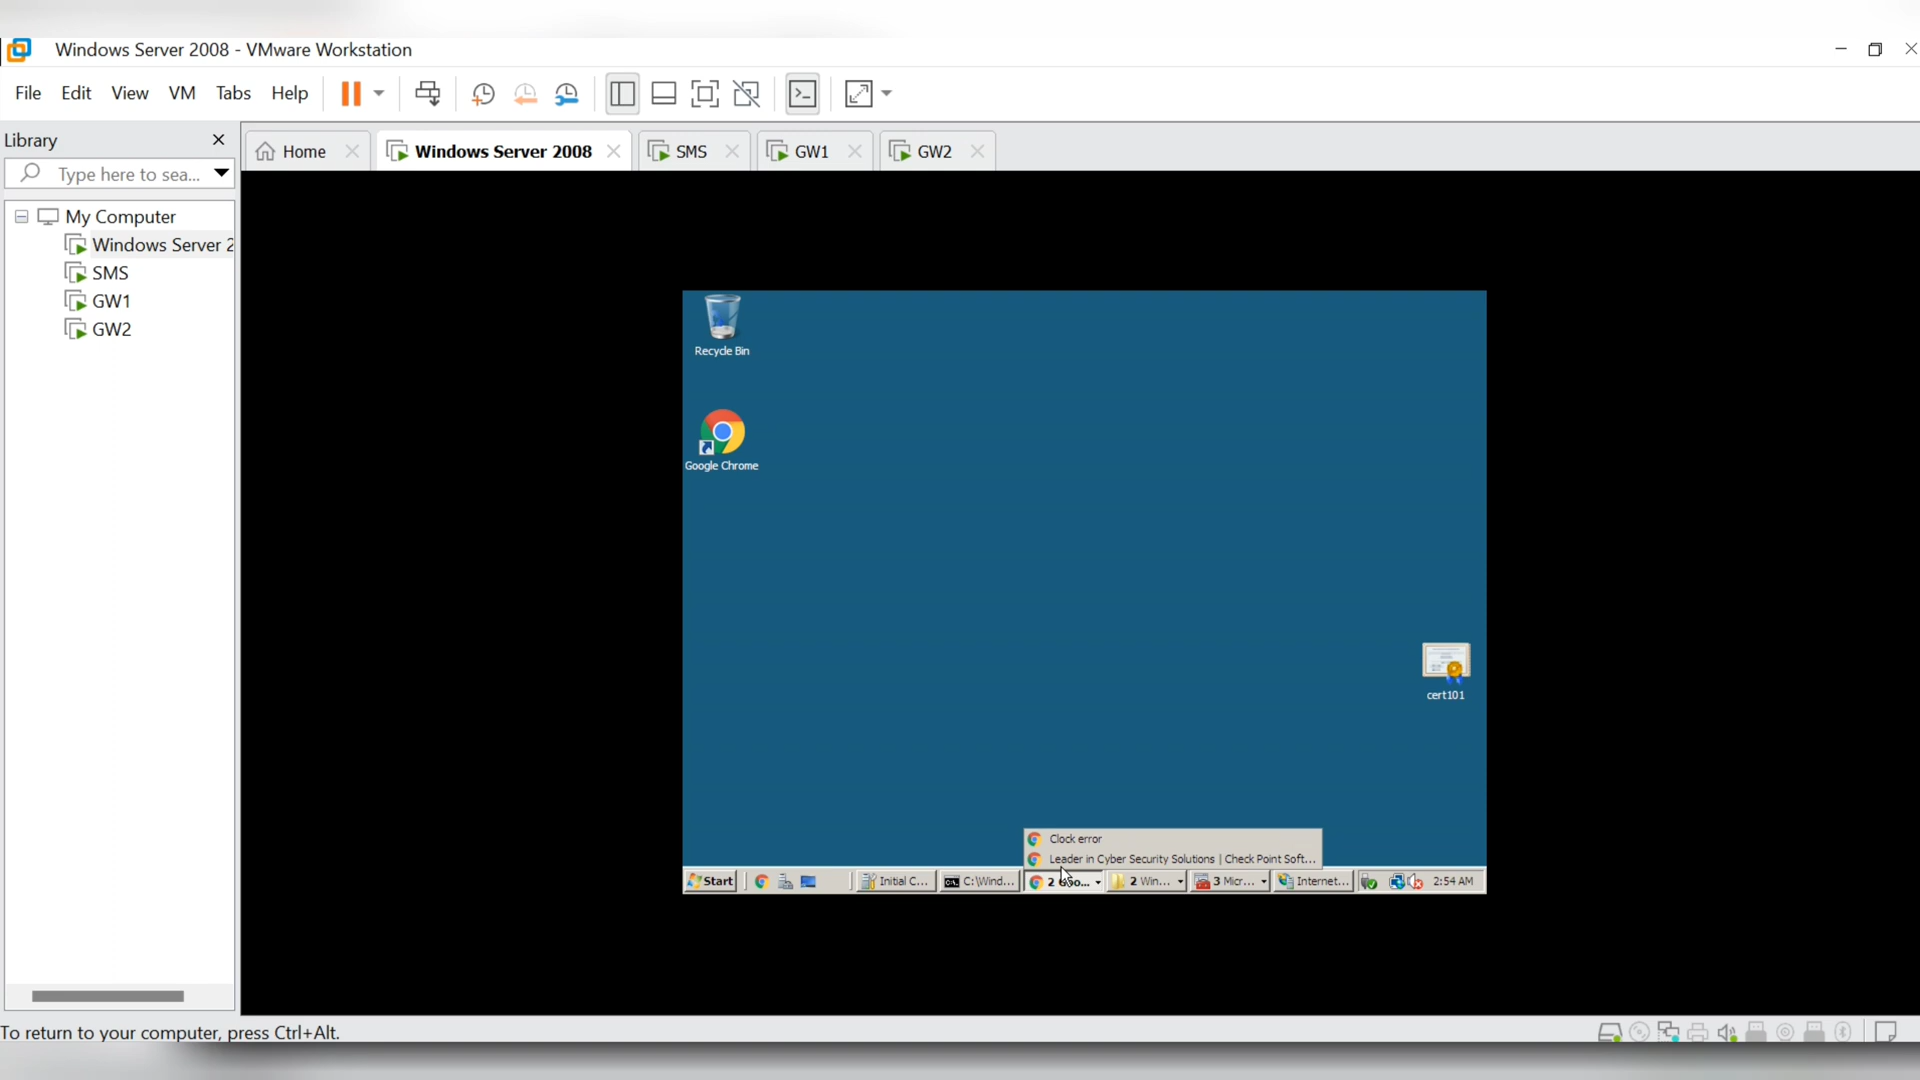 Windows Server 2008 - VMware Workstation
File Edit View VM Tabs Help
Library
Home Windows Server 2008 SMS GW1 GW2
Type here to sea...
My Computer
Windows Server 2
SMS
GW1
GW2
Recycle Bin
Google Chrome
cert101
Clock error
Leader in Cyber Security Solutions | Check Point Soft...
Start Initial C... C:\Wind... 2 2 Win... 3 Micr... Internet... 2:54 AM
To return to your computer, press Ctrl+Alt.